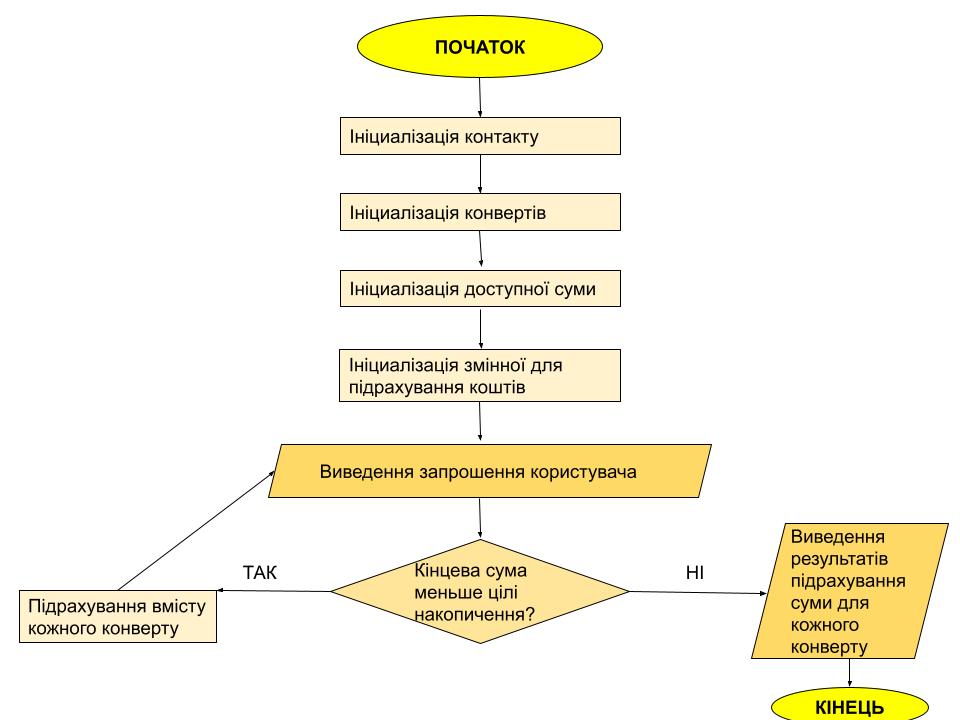 ПОЧАТОК
Ініциалізація контакту
Ініциалізація конвертів
Ініциалізація доступної суми
Ініциалізація змінної для
підрахування коштів
Виведення запрошення користувача
Кінцева сума
меньше цілі
накопичення?
ТАК
НІ
Підрахування вмісту
кожного конверту
Виведення
результатів
підрахування
суми для
кожного
конверту
КІНЕЦЬ